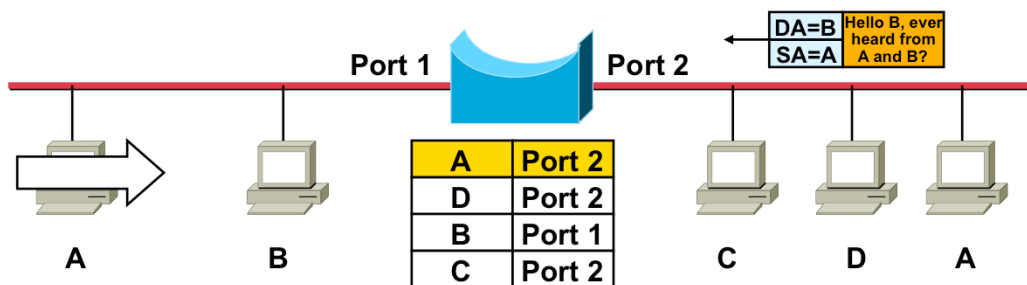 DA=B
SA=A
Hello B, ever
heard from
A and B?
Port 1
Port 2
A Port 2
D Port 2
B Port 1
C Port 2
A
B
C
D
A